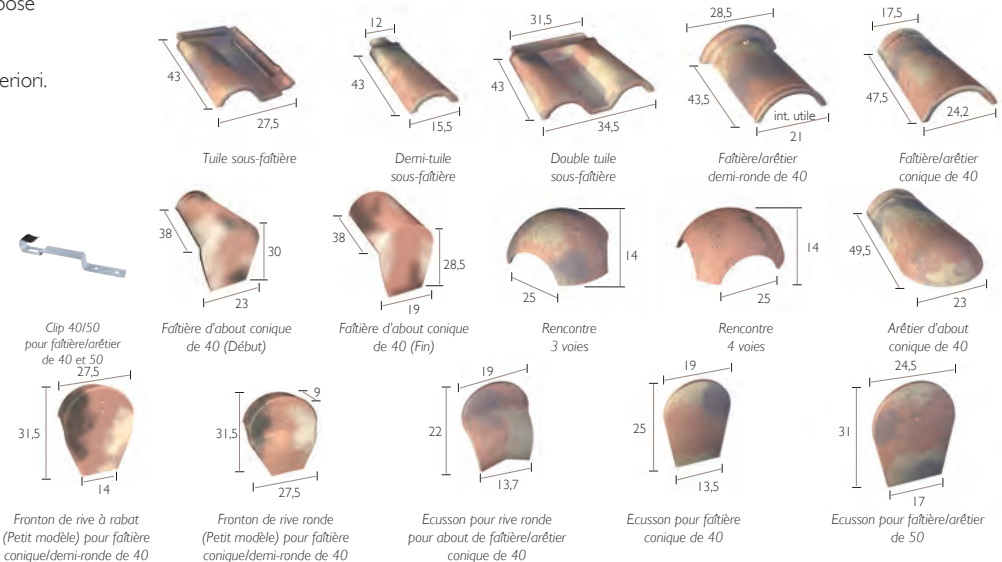 pose
eriori.
43
27,5
Tuile sous-faîtière
12
43
15,5
Demi-tuile
sous-faîtière
31,5
43
34,5
Double tuile
sous-faîtière
28,5
43,5
int. utile
21
Faîtière/arêtier
demi-ronde de 40
17,5
47,5
24,2
Faîtière/arêtier
conique de 40
Clip 40/50
pour faîtière/arêtier
de 40 et 50
38
30
23
Faîtière d'about conique
de 40 (Début)
38
28,5
19
Faîtière d'about conique
de 40 (Fin)
14
25
Rencontre
3 voies
14
25
Rencontre
4 voies
49,5
23
Arêtier d'about
conique de 40
27,5
31,5
14
Fronton de rive à rabat
(Petit modèle) pour faîtière
conique/demi-ronde de 40
9
31,5
27,5
Fronton de rive ronde
(Petit modèle) pour faîtière
conique/demi-ronde de 40
19
22
13,7
Ecusson pour rive ronde
pour about de faîtière/arêtier
conique de 40
19
25
13,5
Ecusson pour faîtière
conique de 40
24,5
31
17
Ecusson pour faîtière/arêtier
de 50